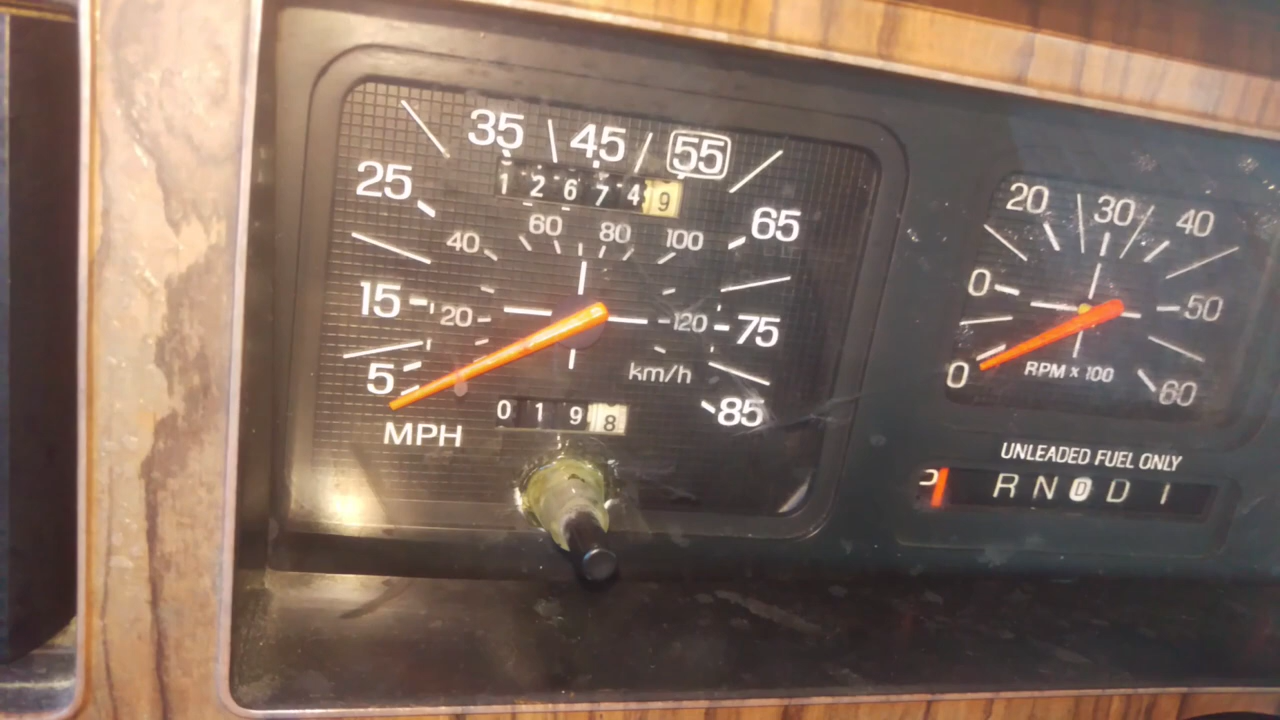 35 45 55
25 1 2 6 7 4 9 65
40 60 80 100
15 20 120 75
5 km/h 85
MPH 0 1 9 8
20 30 40
0 50
0 RPM x 100 60
UNLEADED FUEL ONLY
P R N D D 1